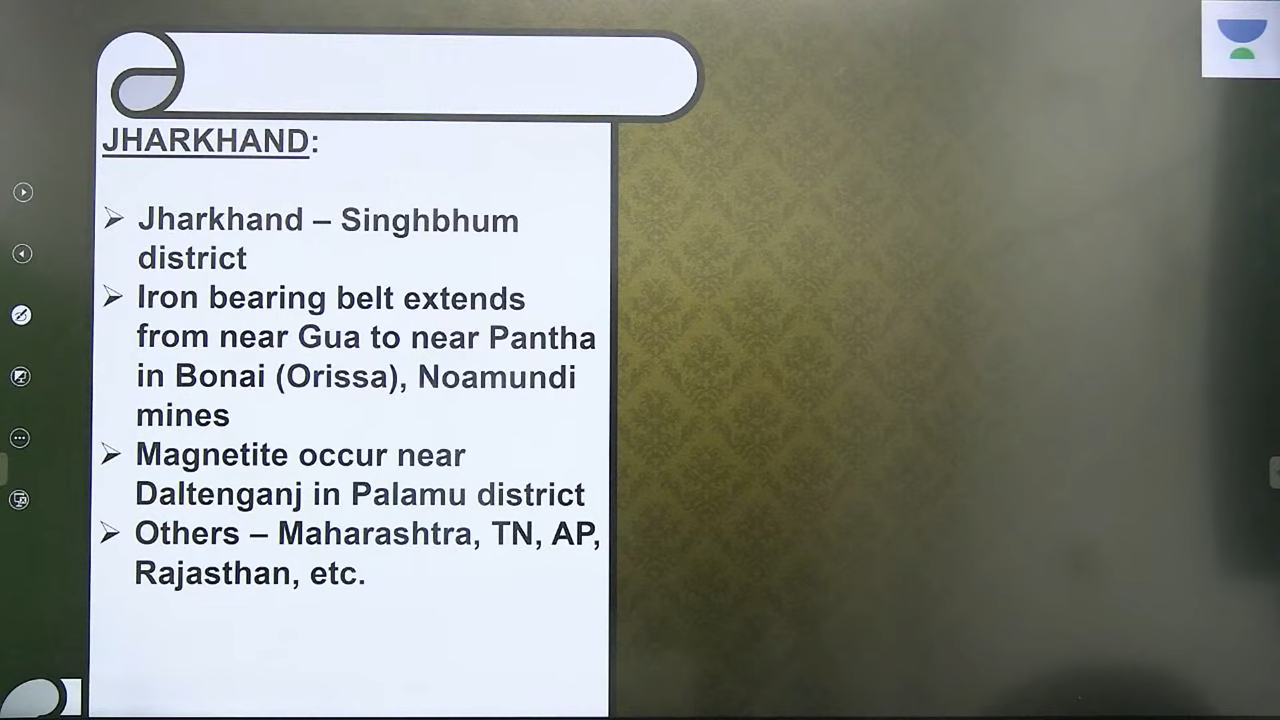 JHARKHAND:
➢ Jharkhand – Singhbhum
district
➢ Iron bearing belt extends
from near Gua to near Pantha
in Bonai (Orissa), Noamundi
mines
➢ Magnetite occur near
Daltenganj in Palamu district
➢ Others – Maharashtra, TN, AP,
Rajasthan, etc.